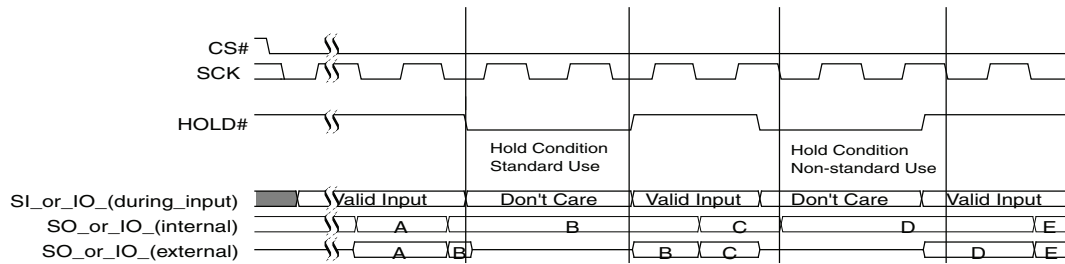 CS#
SCK
HOLD#
Hold Condition
Standard Use
Hold Condition
Non-standard Use
SI_or_IO_(during_input) Valid Input Don't Care Valid Input Don't Care Valid Input
SO_or_IO_(internal) A B C D E
SO_or_IO_(external) A B B C D E